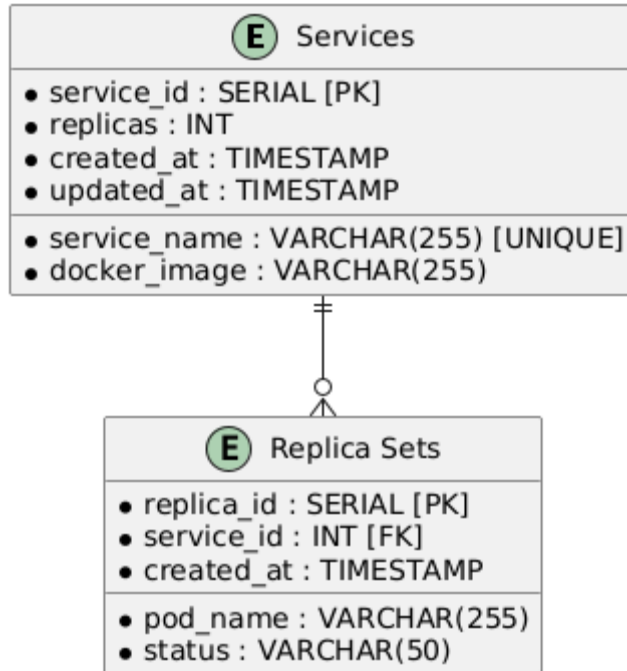 E Services
service_id : SERIAL [PK]
replicas : INT
created_at : TIMESTAMP
updated_at : TIMESTAMP
service_name : VARCHAR(255) [UNIQUE]
docker_image : VARCHAR(255)
E Replica Sets
replica_id : SERIAL [PK]
service_id : INT [FK]
created_at : TIMESTAMP
pod_name : VARCHAR(255)
status : VARCHAR(50)